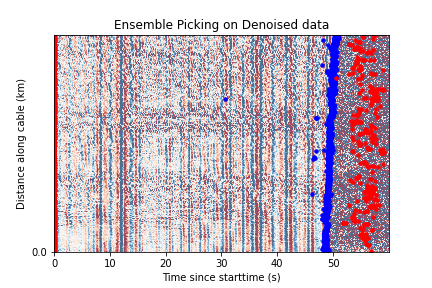 Ensemble Picking on Denoised data
Distance along cable (km)
0.0
0 10 20 30 40 50
Time since starttime (s)